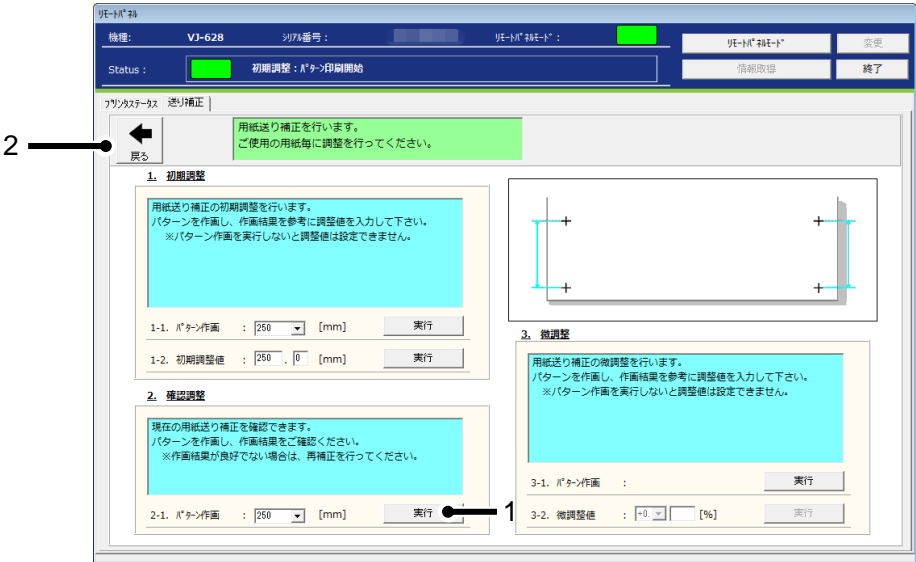 ﾘﾓｰﾄﾊﾟﾈﾙ
機種: VJ-628 ｼﾘｱﾙ番号： ﾘﾓｰﾄﾊﾟﾈﾙﾓｰﾄﾞ：
ﾘﾓｰﾄﾊﾟﾈﾙﾓｰﾄﾞ 変更
Status： 初期調整：ﾊﾟﾀｰﾝ印刷開始
情報取得 終了
ﾌﾟﾘﾝﾀｽﾃｰﾀｽ 送り補正
2
戻る
用紙送り補正を行います。
ご使用の用紙毎に調整を行ってください。
1. 初期調整
用紙送り補正の初期調整を行います。
パターンを作画し、作画結果を参考に調整値を入力して下さい。
※パターン作画を実行しないと調整値は設定できません。
1-1. ﾊﾟﾀｰﾝ作画 : 250 [mm] 実行
1-2. 初期調整値 : 250 . 0 [mm] 実行
2. 確認調整
現在の用紙送り補正を確認できます。
パターンを作画し、作画結果をご確認ください。
※作画結果が良好でない場合は、再補正を行ってください。
2-1. ﾊﾟﾀｰﾝ作画 : 250 [mm] 実行
1
3. 微調整
用紙送り補正の微調整を行います。
パターンを作画し、作画結果を参考に調整値を入力して下さい。
※パターン作画を実行しないと調整値は設定できません。
3-1. ﾊﾟﾀｰﾝ作画 : 実行
3-2. 微調整値 : +0. [%] 実行